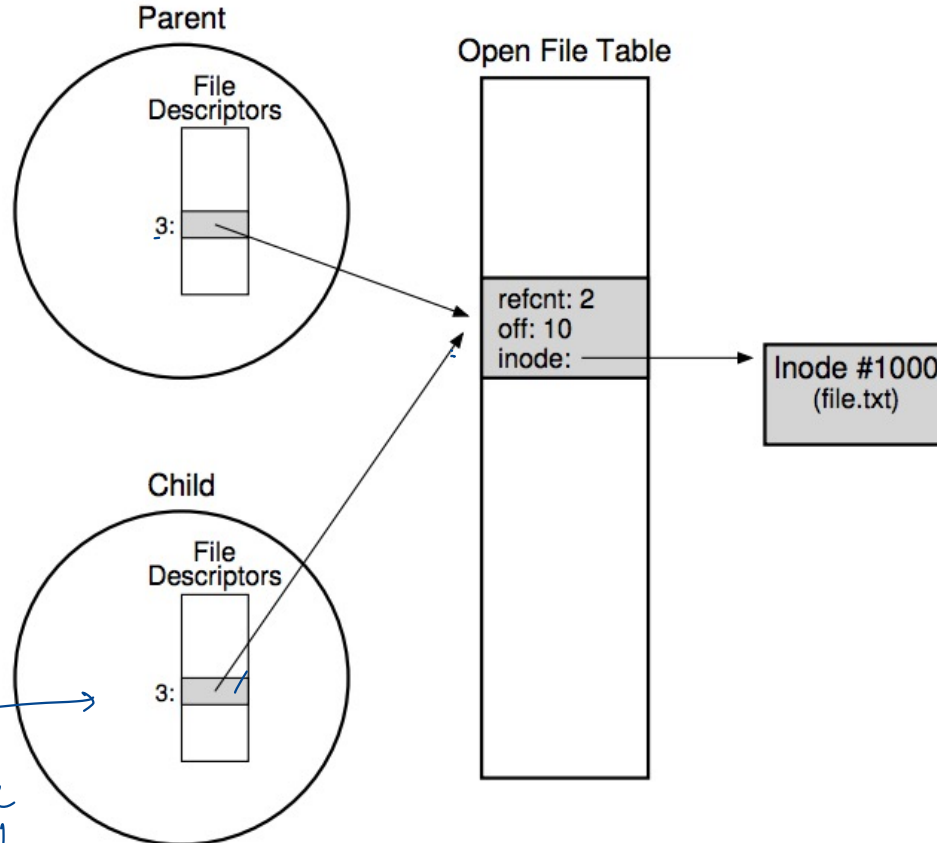 Parent
File
Descriptors
3:
Open File Table
refcnt: 2
off: 10
inode:
Inode #1000
(file.txt)
Child
File
Descriptors
3: